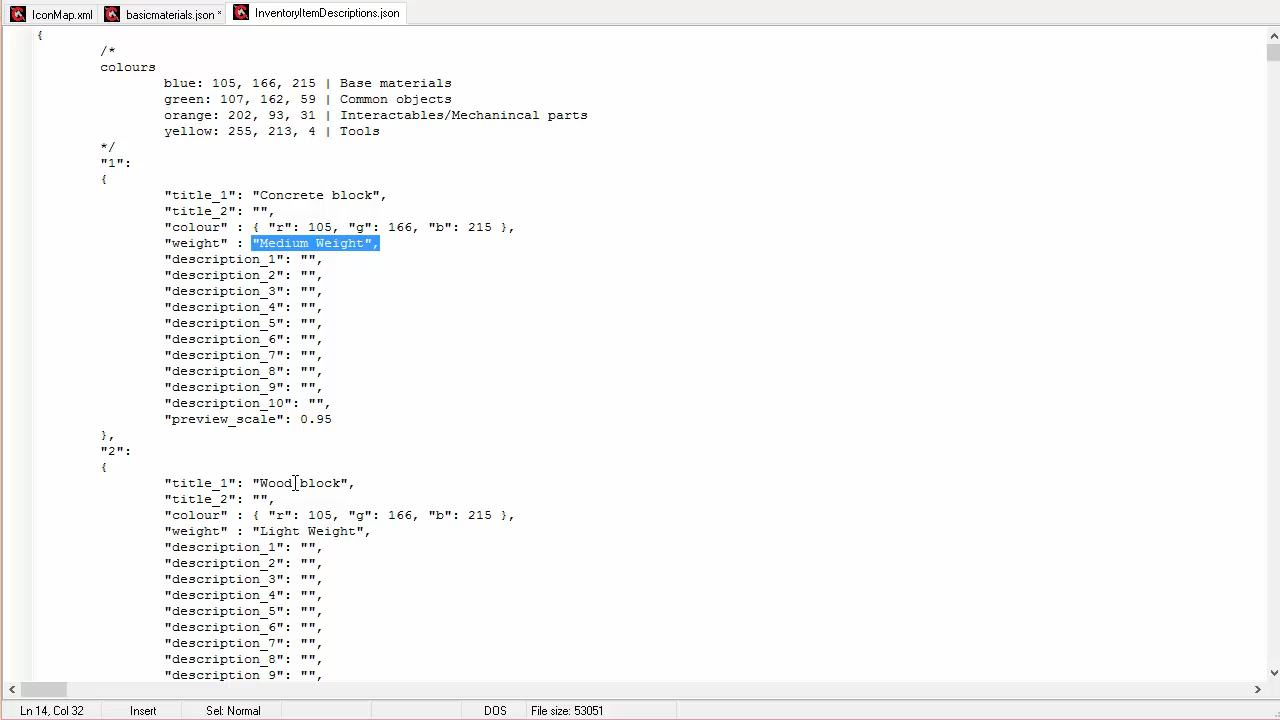 IconMap.xml basicmaterials.json * InventoryItemDescriptions.json
{
/*
colours
blue: 105, 166, 215 | Base materials
green: 107, 162, 59 | Common objects
orange: 202, 93, 31 | Interactables/Mechanincal parts
yellow: 255, 213, 4 | Tools
*/
"1":
{
"title_1": "Concrete block",
"title_2": "",
"colour" : { "r": 105, "g": 166, "b": 215 },
"weight" : "Medium Weight",
"description_1": "",
"description_2": "",
"description_3": "",
"description_4": "",
"description_5": "",
"description_6": "",
"description_7": "",
"description_8": "",
"description_9": "",
"description_10": "",
"preview_scale": 0.95
},
"2":
{
"title_1": "Wood block",
"title_2": "",
"colour" : { "r": 105, "g": 166, "b": 215 },
"weight" : "Light Weight",
"description_1": "",
"description_2": "",
"description_3": "",
"description_4": "",
"description_5": "",
"description_6": "",
"description_7": "",
"description_8": "",
"description_9": "",
Ln 14, Col 32 Insert Sel: Normal DOS File size: 53051